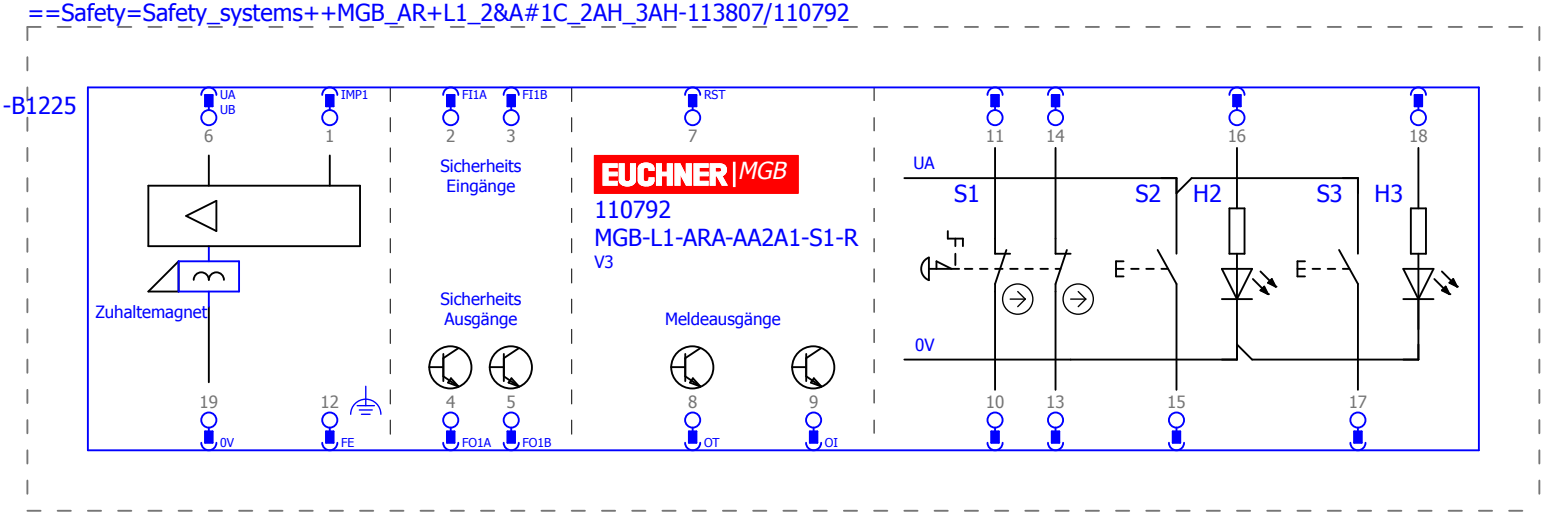 ==Safety=Safety_systems++MGB_AR+L1_2&A#1C_2AH_3AH-113807/110792
-B1225
UA
UB
IMP1
FI1A
FI1B
RST
6
1
2
3
7
11
14
16
18
Sicherheits
Eingänge
EUCHNER|MGB
110792
MGB-L1-ARA-AA2A1-S1-R
V3
UA
S1
S2
H2
S3
H3
Zuhaltemagnet
Sicherheits
Ausgänge
Meldeausgänge
0V
19
12
4
5
8
9
10
13
15
17
0V
FE
FO1A
FO1B
OT
OI